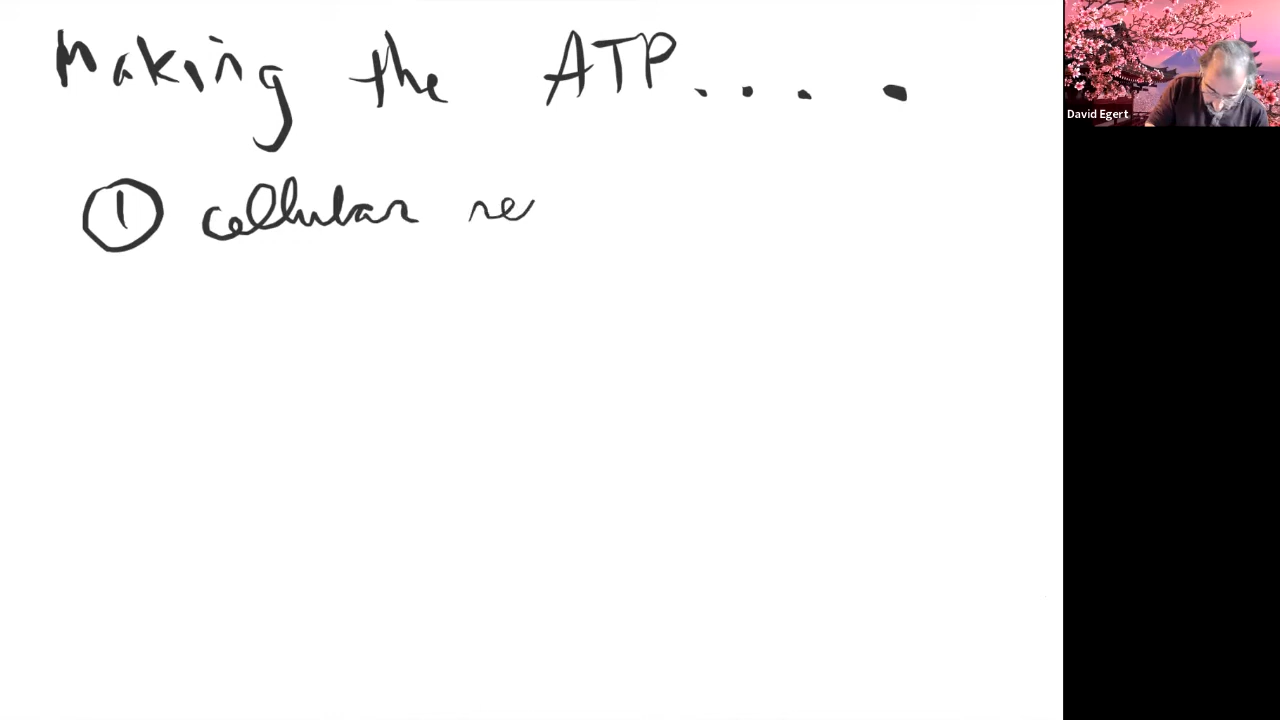 Making the ATP....
① cellular re
David Egert